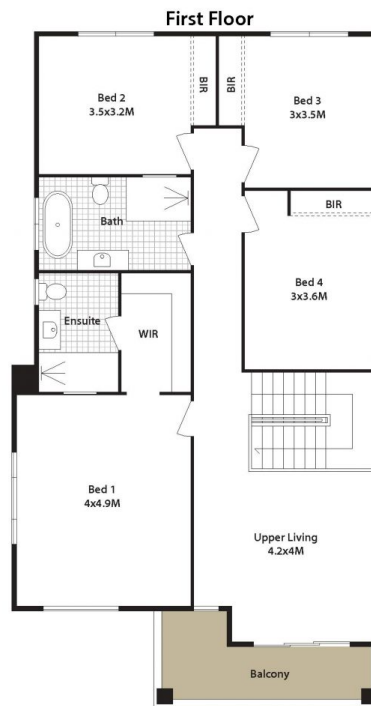 First Floor
Bed 2
3.5x3.2M
BIR
BIR
Bed 3
3x3.5M
Bath
BIR
Bed 4
3x3.6M
Ensuite
WIR
Bed 1
4x4.9M
Upper Living
4.2x4M
Balcony